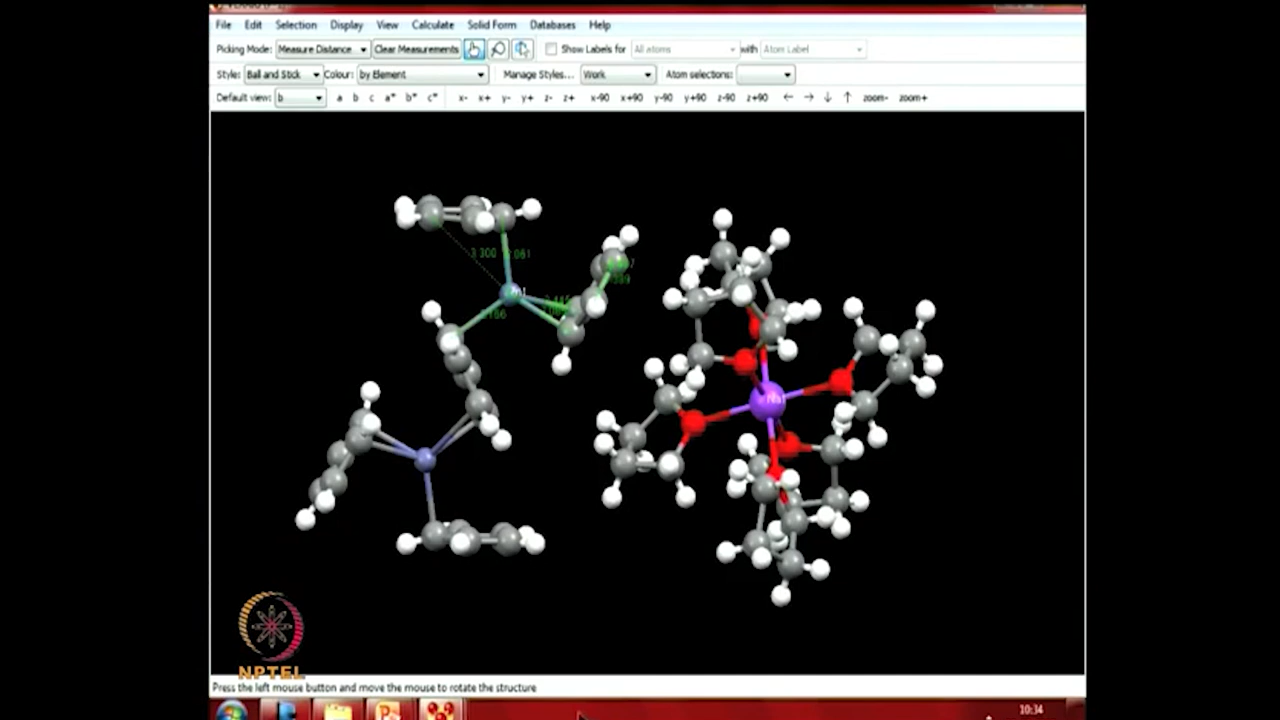 File Edit Selection Display View Calculate Solid Form Databases Help
Picking Mode: Measure Distance Clear Measurements Show Labels for All atoms with Atom Label
Style: Ball and Stick Colour: by Element Manage Styles... Work Atom selections:
Default view: b a b c a* b* c* x- x+ y- y+ z- z+ x-90 x+90 y-90 y+90 z-90 z+90 ← → ↓ ↑ zoom- zoom+
3.300
Na1
NPTEL
Press the left mouse button and move the mouse to rotate the structure
10:34